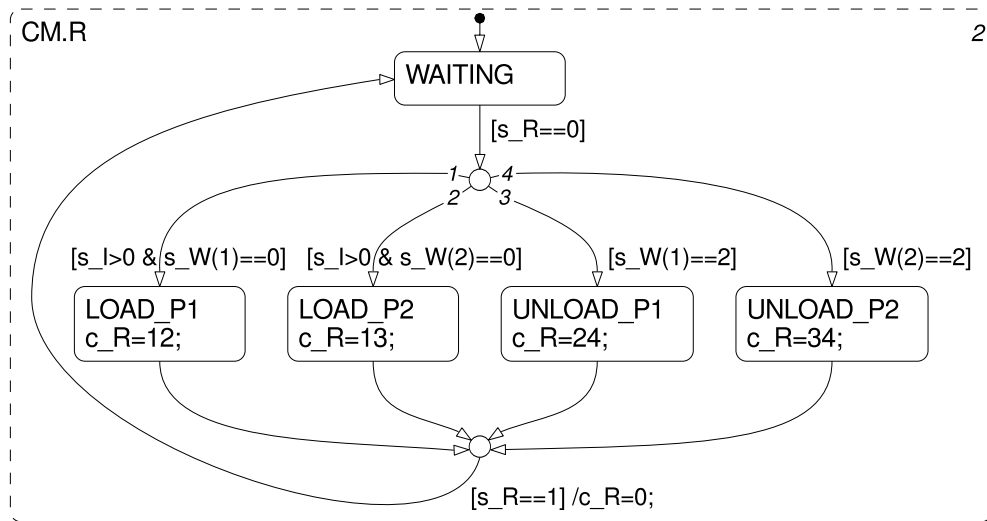 CM.R
2
WAITING
[s_R==0]
1
4
2
3
[s_I>0 & s_W(1)==0]
[s_I>0 & s_W(2)==0]
[s_W(1)==2]
[s_W(2)==2]
LOAD_P1
c_R=12;
LOAD_P2
c_R=13;
UNLOAD_P1
c_R=24;
UNLOAD_P2
c_R=34;
[s_R==1] /c_R=0;